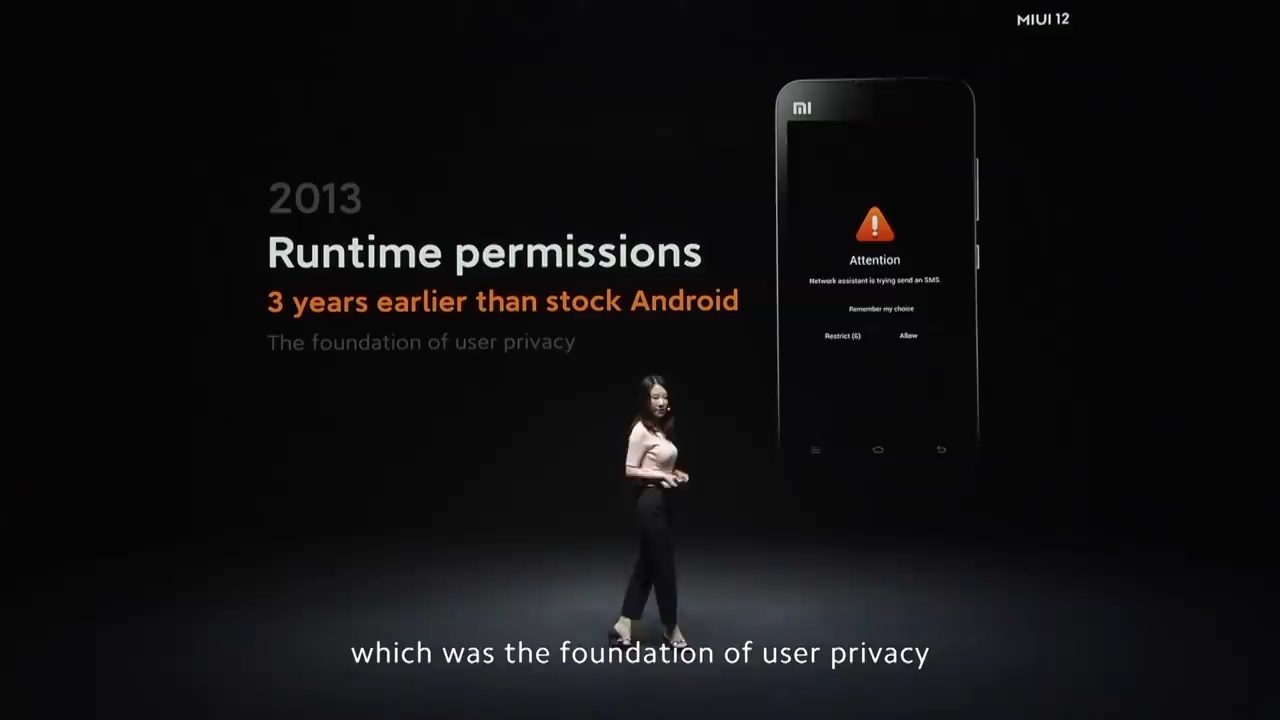 MIUI 12
2013
Runtime permissions
3 years earlier than stock Android
The foundation of user privacy
mi
Attention
Network assistant is trying send an SMS.
Remember my choice
Restrict (6) Allow
which was the foundation of user privacy